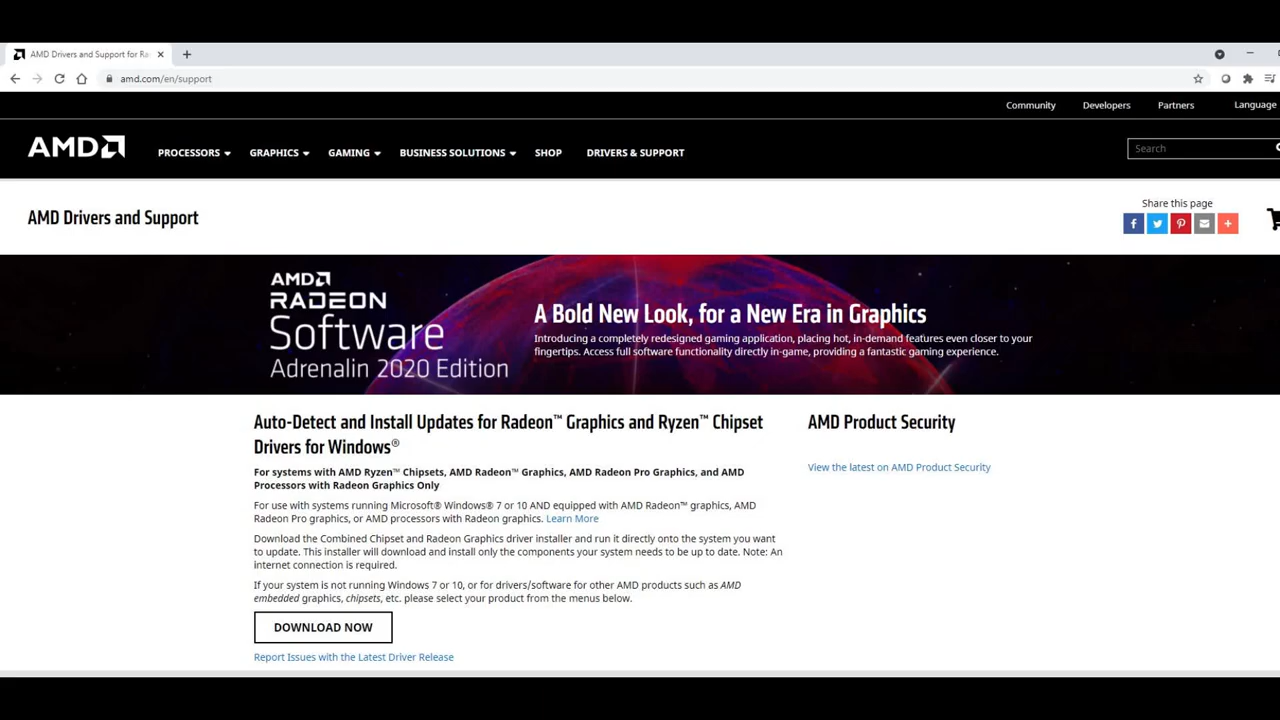 AMD Drivers and Support for Ra
amd.com/en/support
Community Developers Partners Language
AMD PROCESSORS GRAPHICS GAMING BUSINESS SOLUTIONS SHOP DRIVERS & SUPPORT Search
Share this page
AMD Drivers and Support
AMD
RADEON
Software
Adrenalin 2020 Edition
A Bold New Look, for a New Era in Graphics
Introducing a completely redesigned gaming application, placing hot, in-demand features even closer to your
fingertips. Access full software functionality directly in-game, providing a fantastic gaming experience.
Auto-Detect and Install Updates for Radeon™ Graphics and Ryzen™ Chipset
Drivers for Windows®
For systems with AMD Ryzen™ Chipsets, AMD Radeon™ Graphics, AMD Radeon Pro Graphics, and AMD
Processors with Radeon Graphics Only
For use with systems running Microsoft® Windows® 7 or 10 AND equipped with AMD Radeon™ graphics, AMD
Radeon Pro graphics, or AMD processors with Radeon graphics. Learn More
Download the Combined Chipset and Radeon Graphics driver installer and run it directly onto the system you want
to update. This installer will download and install only the components your system needs to be up to date. Note: An
internet connection is required.
If your system is not running Windows 7 or 10, or for drivers/software for other AMD products such as AMD
embedded graphics, chipsets, etc. please select your product from the menus below.
DOWNLOAD NOW
Report Issues with the Latest Driver Release
AMD Product Security
View the latest on AMD Product Security